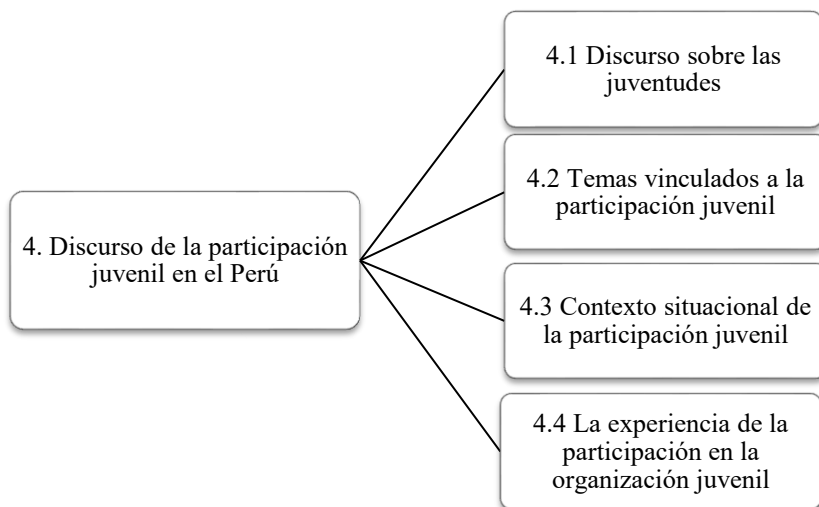 4. Discurso de la participación
juvenil en el Perú
4.1 Discurso sobre las
juventudes
4.2 Temas vinculados a la
participación juvenil
4.3 Contexto situacional de
la participación juvenil
4.4 La experiencia de la
participación en la
organización juvenil